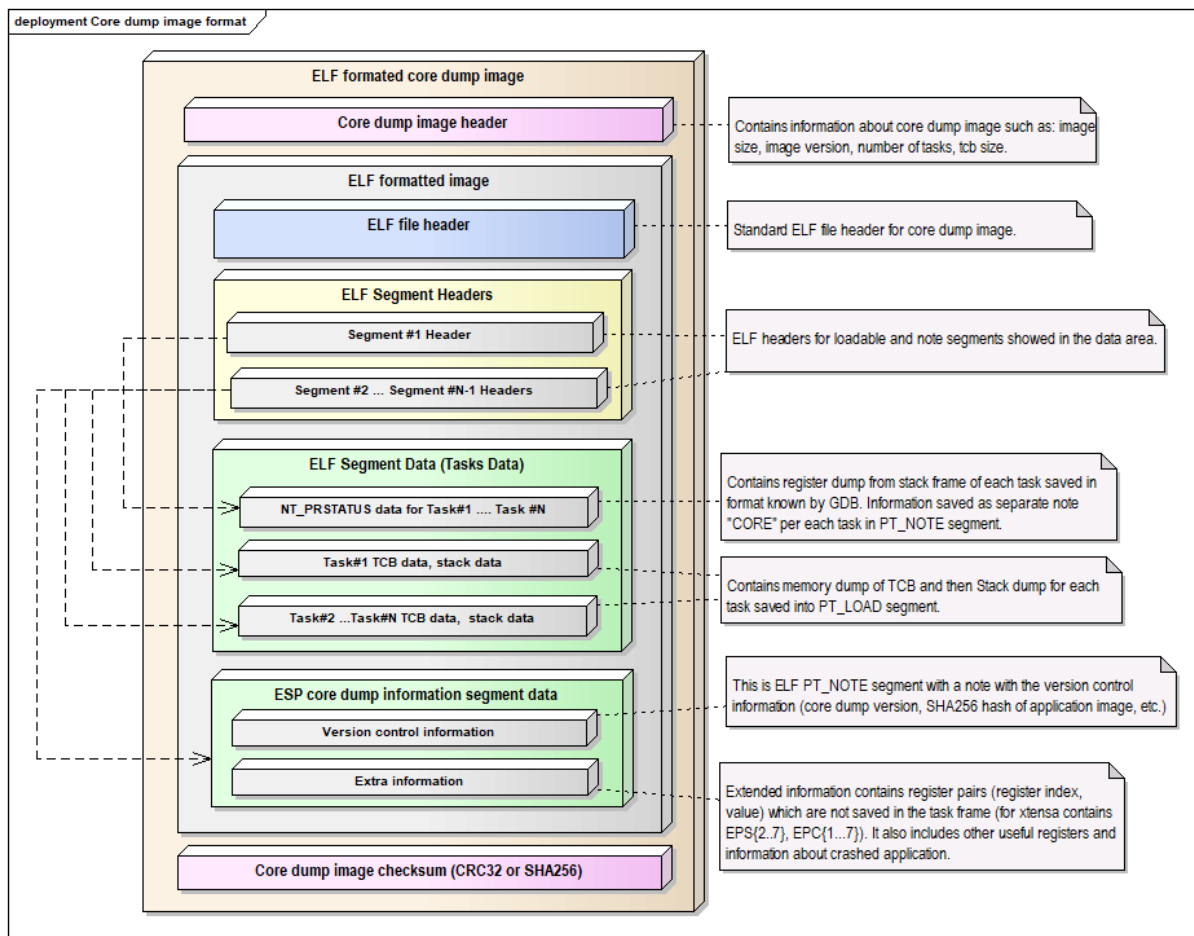 deployment Core dump image format
ELF formated core dump image
Core dump image header
Contains information about core dump image such as: image
size, image version, number of tasks, tcb size.
ELF formatted image
ELF file header
Standard ELF file header for core dump image.
ELF Segment Headers
Segment #1 Header
ELF headers for loadable and note segments showed in the data area.
Segment #2 ... Segment #N-1 Headers
ELF Segment Data (Tasks Data)
Contains register dump from stack frame of each task saved in
format known by GDB. Information saved as separate note
"CORE" per each task in PT_NOTE segment.
NT_PRSTATUS data for Task#1 .... Task #N
Task#1 TCB data, stack data
Contains memory dump of TCB and then Stack dump for each
task saved into PT_LOAD segment.
Task#2 ...Task#N TCB data, stack data
ESP core dump information segment data
This is ELF PT_NOTE segment with a note with the version control
information (core dump version, SHA256 hash of application image, etc.)
Version control information
Extra information
Extended information contains register pairs (register index,
value) which are not saved in the task frame (for xtensa contains
EPS{2..7}, EPC{1...7}). It also includes other useful registers and
information about crashed application.
Core dump image checksum (CRC32 or SHA256)